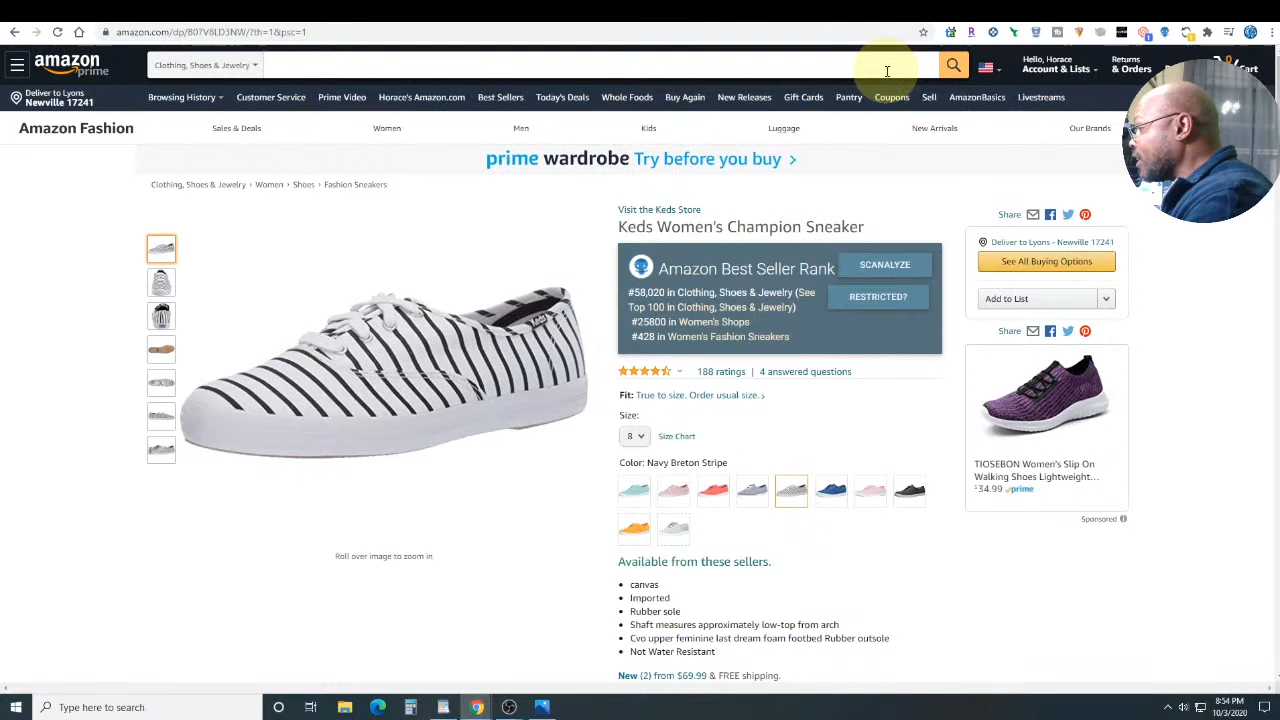 amazon.com/dp/B07V8LD3NW/?th=1&psc=1
amazon prime
Clothing, Shoes & Jewelry
Hello, Horace
Account & Lists
Returns
& Orders
0
Cart
Deliver to Lyons
Newville 17241
Browsing History
Customer Service
Prime Video
Horace's Amazon.com
Best Sellers
Today's Deals
Whole Foods
Buy Again
New Releases
Gift Cards
Pantry
Coupons
Sell
AmazonBasics
Livestreams
Amazon Fashion
Sales & Deals
Women
Men
Kids
Luggage
New Arrivals
Our Brands
prime wardrobe Try before you buy >
Clothing, Shoes & Jewelry › Women › Shoes › Fashion Sneakers
Visit the Keds Store
Keds Women's Champion Sneaker
Amazon Best Seller Rank
SCANALYZE
#58,020 in Clothing, Shoes & Jewelry (See
Top 100 in Clothing, Shoes & Jewelry)
RESTRICTED?
#25800 in Women's Shops
#428 in Women's Fashion Sneakers
188 ratings | 4 answered questions
Fit: True to size. Order usual size. ›
Size:
8
Size Chart
Color: Navy Breton Stripe
Available from these sellers.
• canvas
• Imported
• Rubber sole
• Shaft measures approximately low-top from arch
• Cvo upper feminine last dream foam footbed Rubber outsole
• Not Water Resistant
New (2) from $69.99 & FREE shipping.
Keds
Roll over image to zoom in
Share
Deliver to Lyons - Newville 17241
See All Buying Options
Add to List
Share
TIOSEBON Women's Slip On
Walking Shoes Lightweight...
$34.99 prime
Sponsored
Type here to search
8:54 PM
10/3/2020